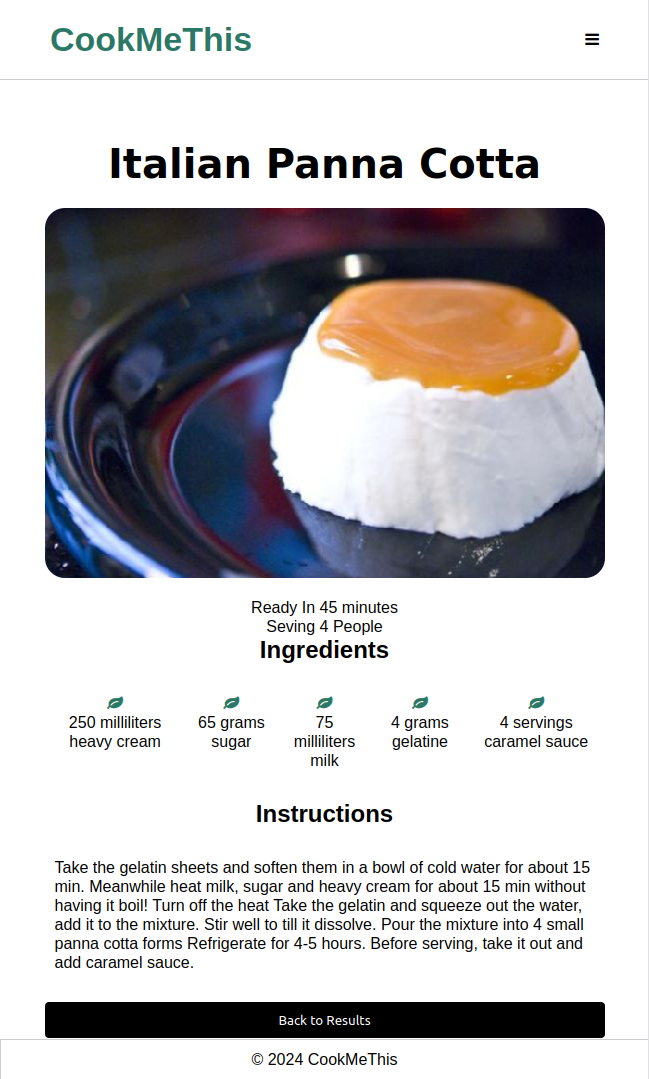 CookMeThis
Italian Panna Cotta
Ready In 45 minutes
Seving 4 People
Ingredients
250 milliliters
heavy cream
65 grams
sugar
75
milliliters
milk
4 grams
gelatine
4 servings
caramel sauce
Instructions
Take the gelatin sheets and soften them in a bowl of cold water for about 15
min. Meanwhile heat milk, sugar and heavy cream for about 15 min without
having it boil! Turn off the heat Take the gelatin and squeeze out the water,
add it to the mixture. Stir well to till it dissolve. Pour the mixture into 4 small
panna cotta forms Refrigerate for 4-5 hours. Before serving, take it out and
add caramel sauce.
Back to Results
© 2024 CookMeThis